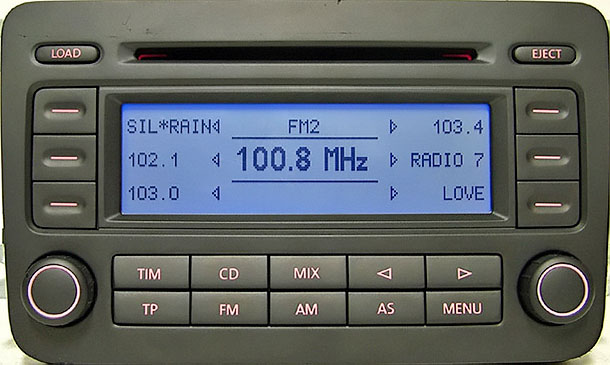 LOAD EJECT
SIL*RAIN FM2 103.4
102.1 100.8 MHz RADIO 7
103.0 LOVE
TIM CD MIX
TP FM AM AS MENU